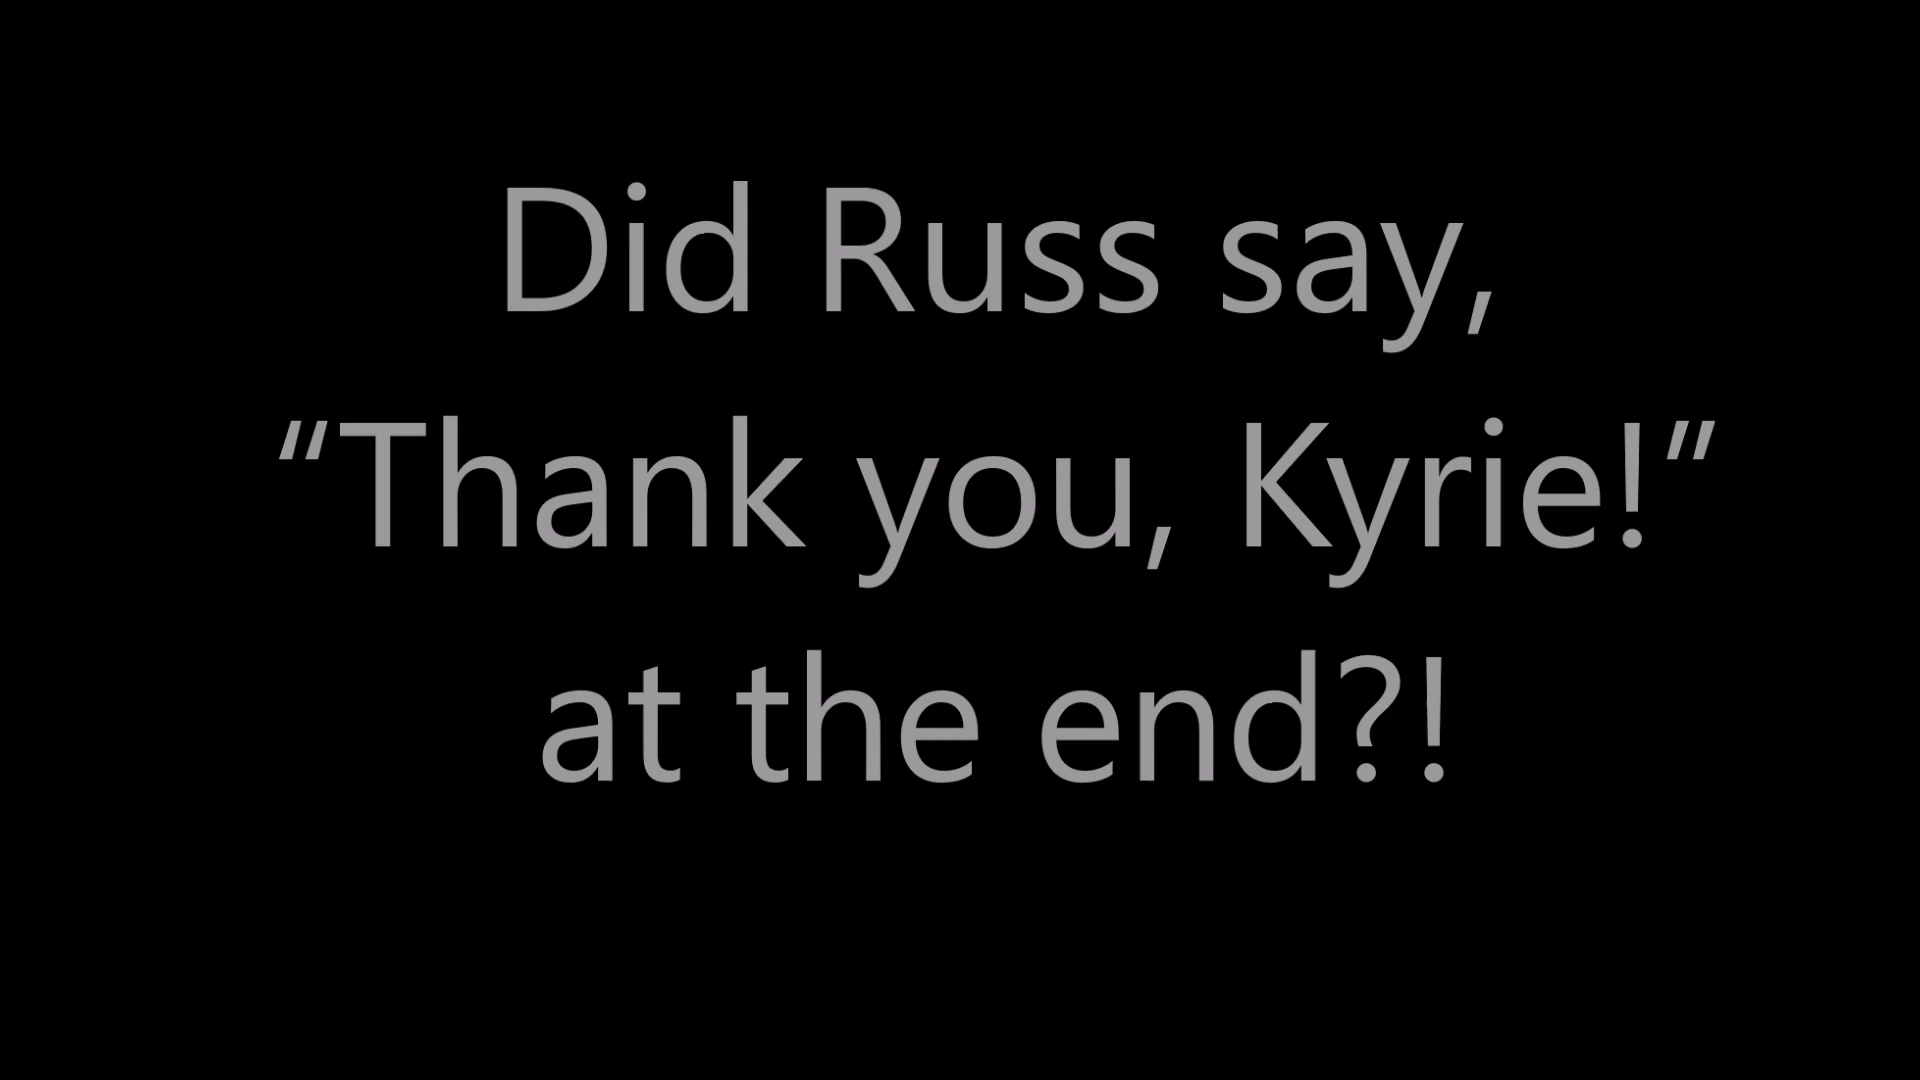 Did Russ say,
“Thank you, Kyrie!”
at the end?!